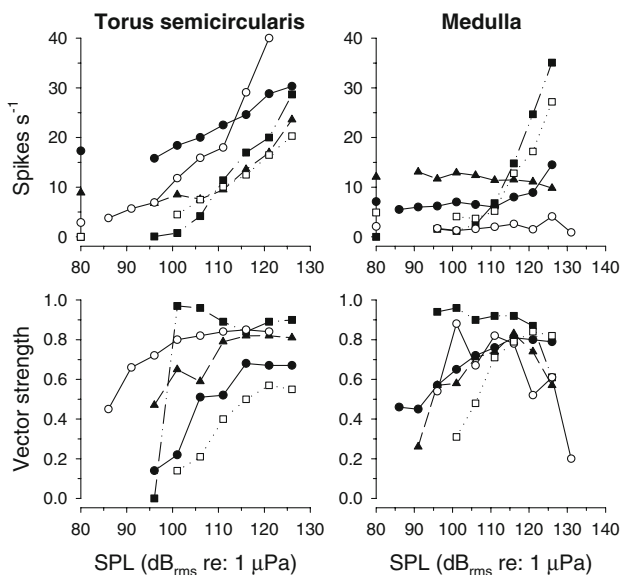 Torus semicircularis
Medulla
Spikes s⁻¹
40
30
20
10
0
80 90 100 110 120 130
40
30
20
10
0
80 90 100 110 120 130 140
Vector strength
1.0
0.8
0.6
0.4
0.2
0.0
80 90 100 110 120 130
SPL (dBrms re: 1 µPa)
1.0
0.8
0.6
0.4
0.2
0.0
80 90 100 110 120 130 140
SPL (dBrms re: 1 µPa)